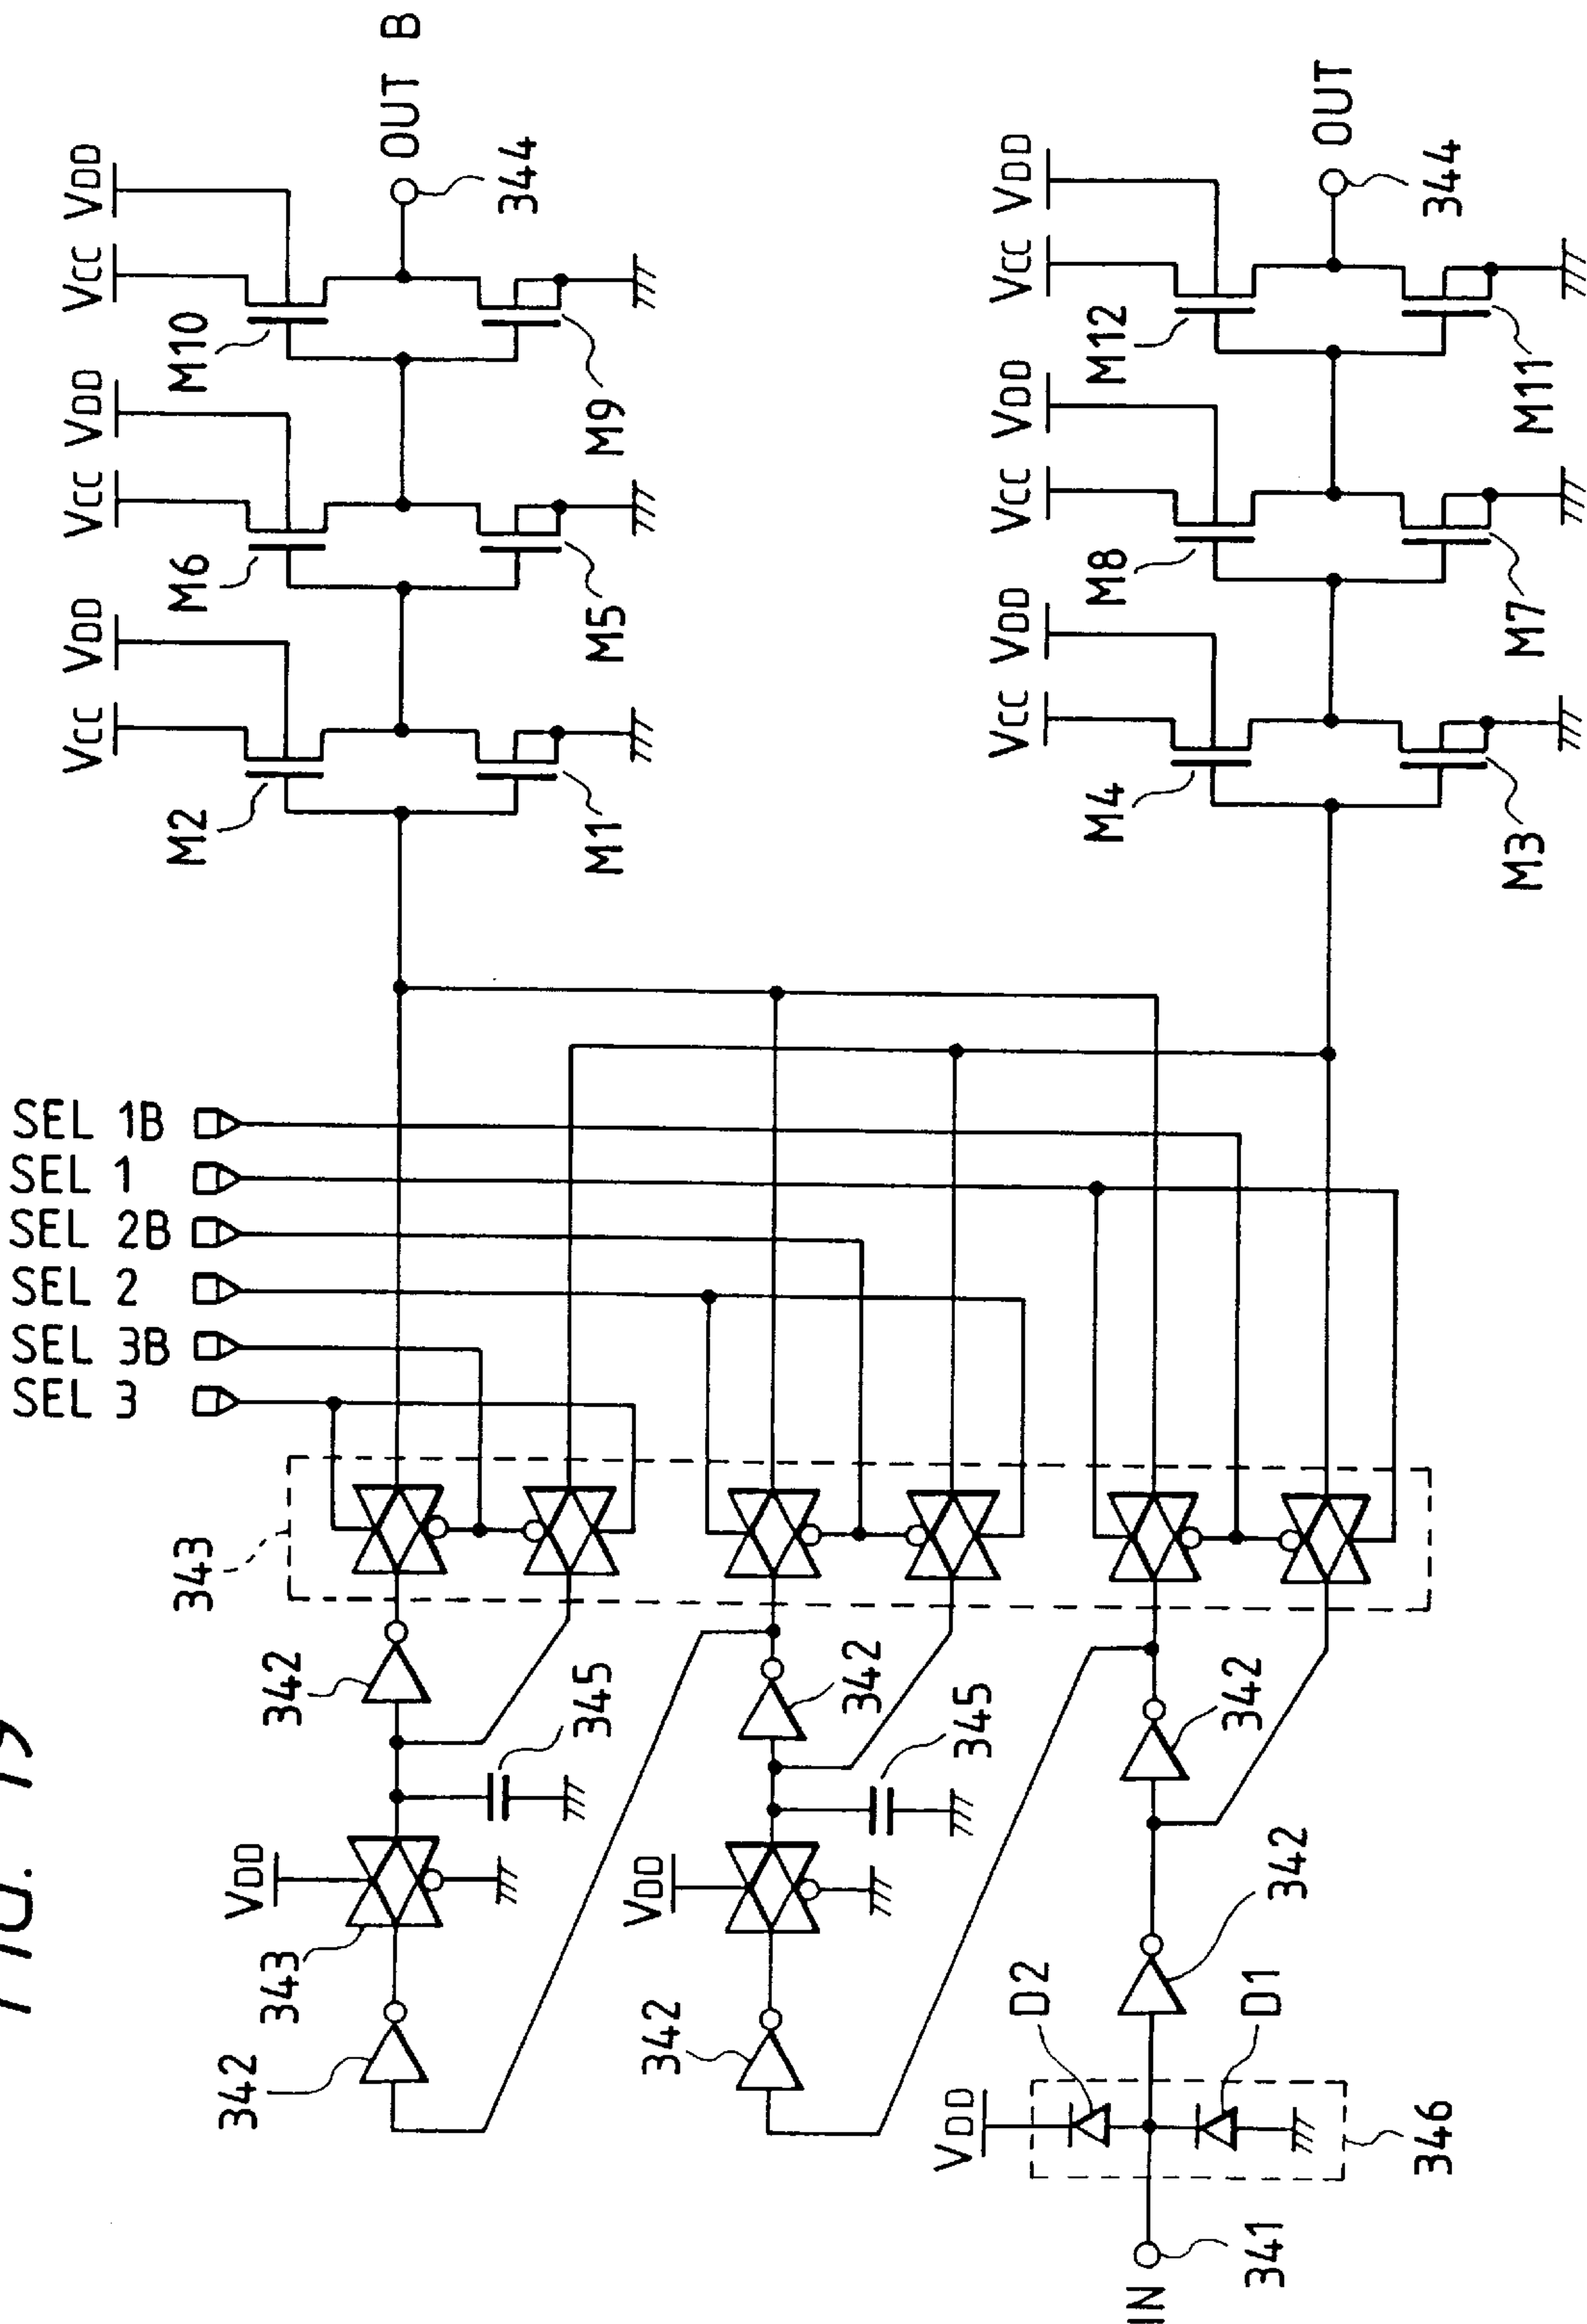 FIG. 19
SEL 1B
SEL 1
SEL 2B
SEL 2
SEL 3B
SEL 3
VCC VDD
VCC VDD
VCC VDD
M2
M6
M10
M1
M5
M9
OUT B
344
VCC VDD
VCC VDD
VCC VDD
M4
M8
M12
M3
M7
M11
OUT
344
343
342
345
VDD
343
342
342
345
VDD
342
342
342
D2
D1
VDD
346
IN
341